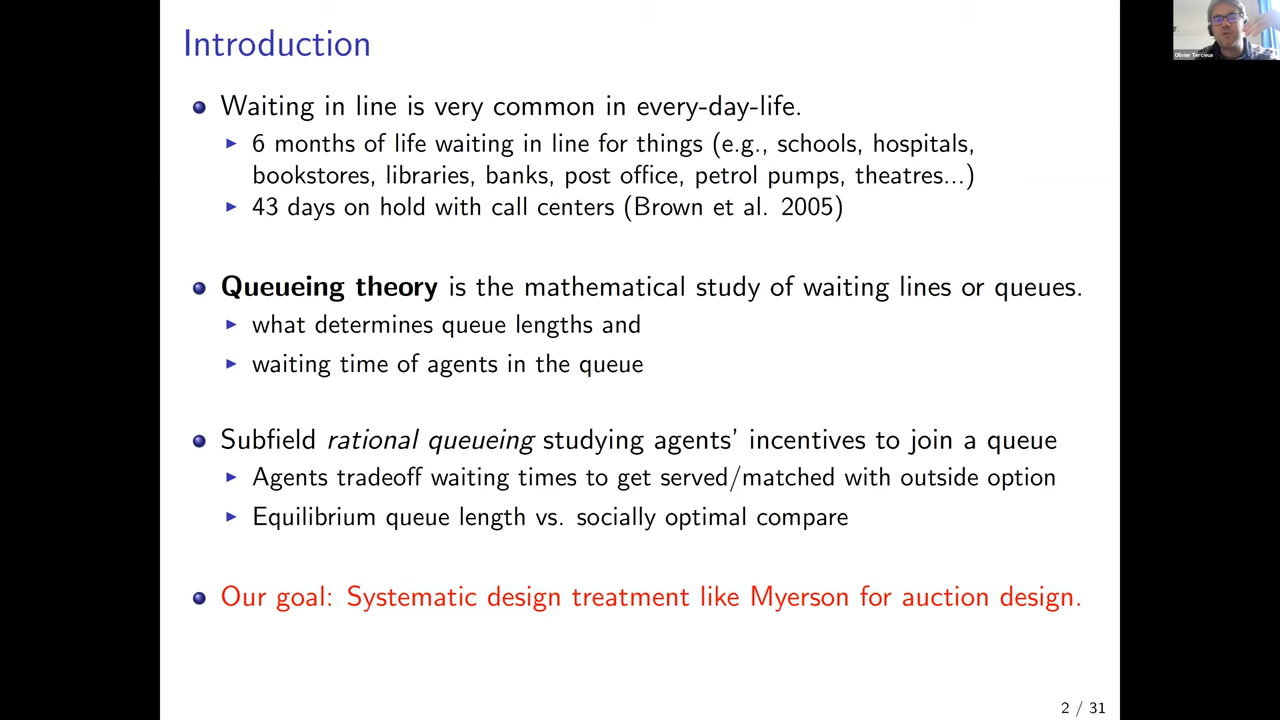 Olivier Tercieux
Introduction
Waiting in line is very common in every-day-life.
6 months of life waiting in line for things (e.g., schools, hospitals,
bookstores, libraries, banks, post office, petrol pumps, theatres...)
43 days on hold with call centers (Brown et al. 2005)
Queueing theory is the mathematical study of waiting lines or queues.
what determines queue lengths and
waiting time of agents in the queue
Subfield rational queueing studying agents' incentives to join a queue
Agents tradeoff waiting times to get served/matched with outside option
Equilibrium queue length vs. socially optimal compare
Our goal: Systematic design treatment like Myerson for auction design.
2 / 31